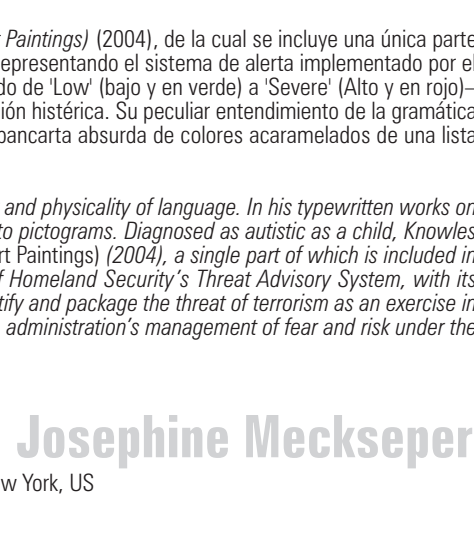 Paintings) (2004), de la cual se incluye una única parte
epresentando el sistema de alerta implementado por el
do de 'Low' (bajo y en verde) a 'Severe' (Alto y en rojo)–
ión histérica. Su peculiar entendimiento de la gramática
pancarta absurda de colores acaramelados de una lista
and physicality of language. In his typewritten works on
to pictograms. Diagnosed as autistic as a child, Knowles
rt Paintings) (2004), a single part of which is included in
f Homeland Security's Threat Advisory System, with its
tify and package the threat of terrorism as an exercise in
administration's management of fear and risk under the
Josephine Meckseper
w York, US